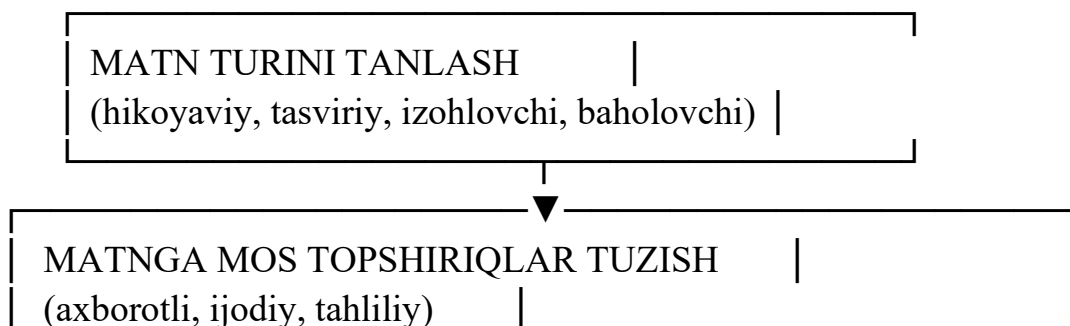 MATN TURINI TANLASH
(hikoyaviy, tasviriy, izohlovchi, baholovchi)
MATNGA MOS TOPSHIRIQLAR TUZISH
(axborotli, ijodiy, tahliliy)